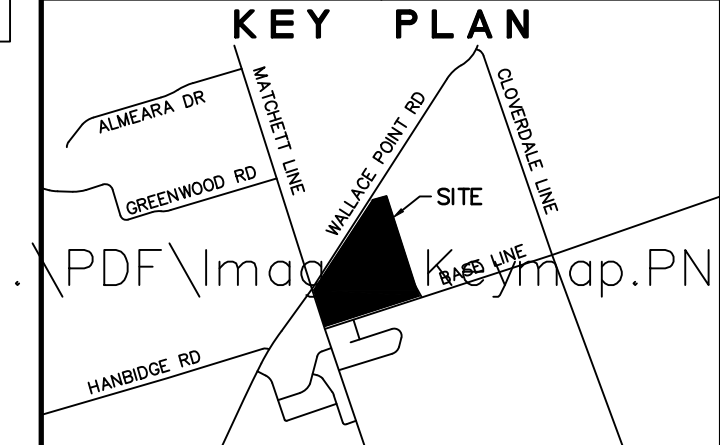 KEY PLAN
ALMEARA DR
MATCHETT LINE
WALLACE POINT RD
CLOVERDALE LINE
GREENWOOD RD
SITE
BASE LINE
.\PDF\Imag Keymap.PN
HANBIDGE RD